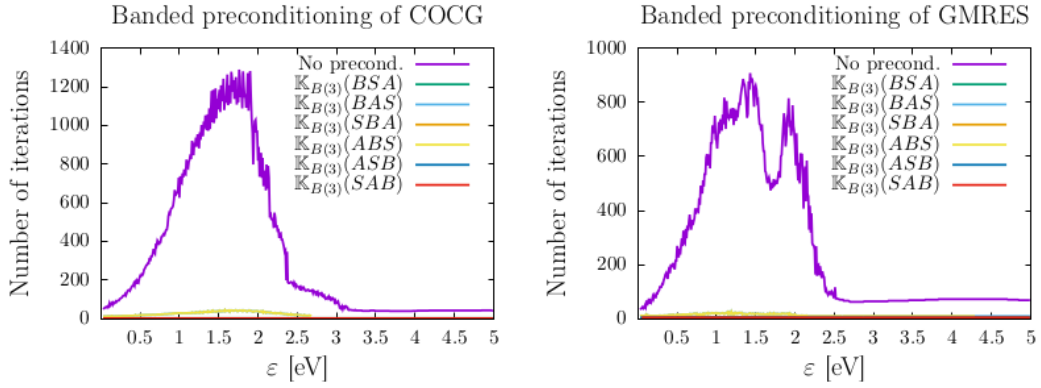 Banded preconditioning of COCG
1400
1200
1000
800
600
400
200
0
Number of iterations
No precond.
𝕂B(3)(BSA)
𝕂B(3)(BAS)
𝕂B(3)(SBA)
𝕂B(3)(ABS)
𝕂B(3)(ASB)
𝕂B(3)(SAB)
0.5 1 1.5 2 2.5 3 3.5 4 4.5 5
ε [eV]
Banded preconditioning of GMRES
1000
800
600
400
200
0
Number of iterations
No precond.
𝕂B(3)(BSA)
𝕂B(3)(BAS)
𝕂B(3)(SBA)
𝕂B(3)(ABS)
𝕂B(3)(ASB)
𝕂B(3)(SAB)
0.5 1 1.5 2 2.5 3 3.5 4 4.5 5
ε [eV]